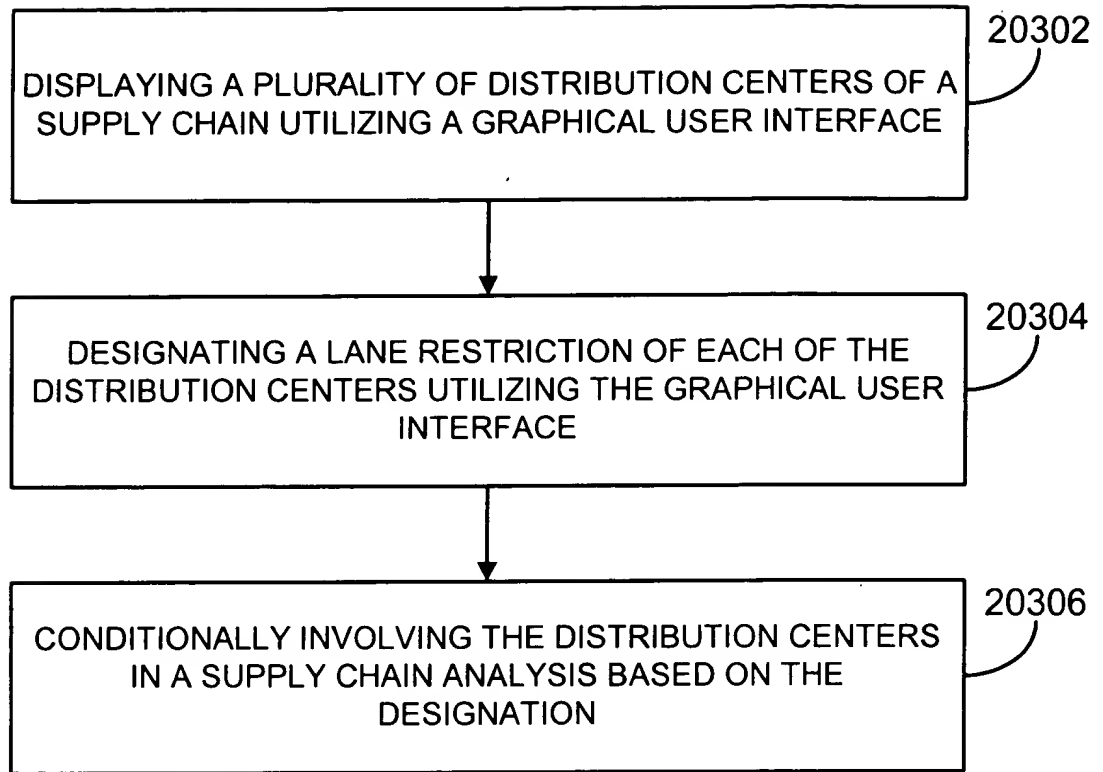 20302
DISPLAYING A PLURALITY OF DISTRIBUTION CENTERS OF A
SUPPLY CHAIN UTILIZING A GRAPHICAL USER INTERFACE
20304
DESIGNATING A LANE RESTRICTION OF EACH OF THE
DISTRIBUTION CENTERS UTILIZING THE GRAPHICAL USER
INTERFACE
20306
CONDITIONALLY INVOLVING THE DISTRIBUTION CENTERS
IN A SUPPLY CHAIN ANALYSIS BASED ON THE
DESIGNATION